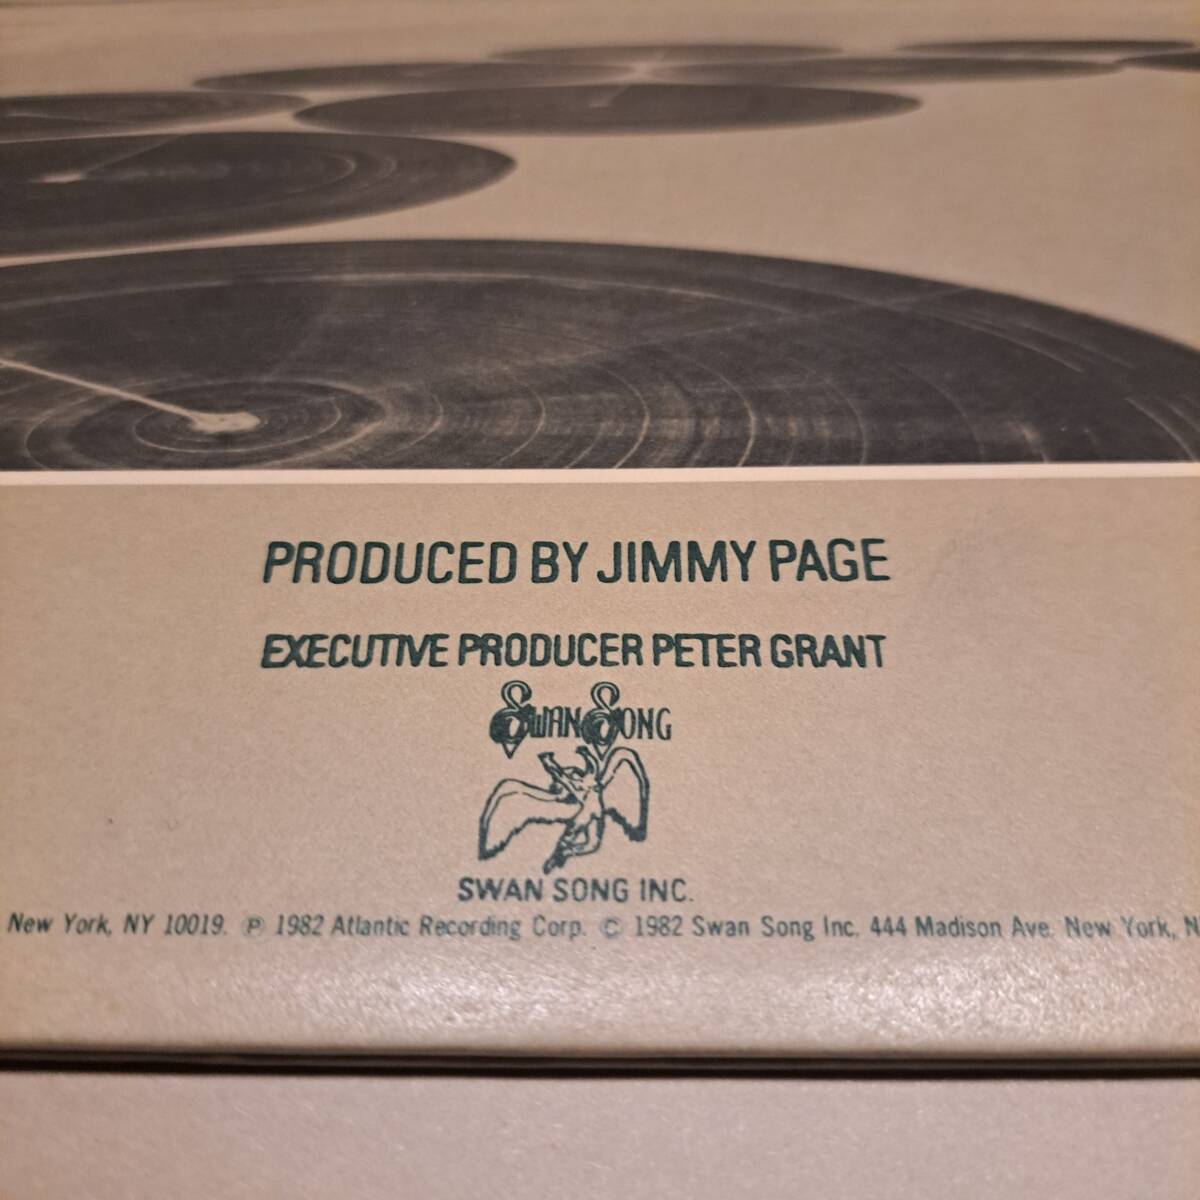 PRODUCED BY JIMMY PAGE
EXECUTIVE PRODUCER PETER GRANT
SWAN SONG
SWAN SONG INC.
New York, NY 10019. ℗ 1982 Atlantic Recording Corp. © 1982 Swan Song Inc. 444 Madison Ave. New York, N